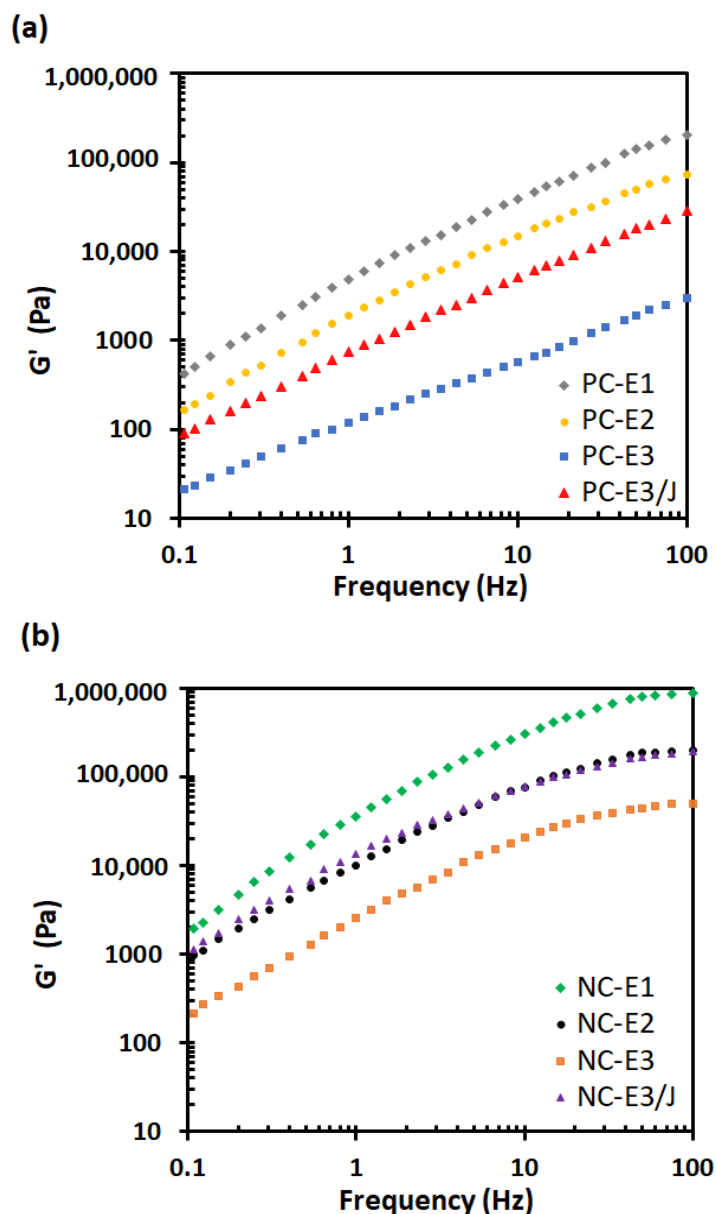 (a)
1,000,000
100,000
10,000
1000
100
10
G' (Pa)
PC-E1
PC-E2
PC-E3
PC-E3/J
0.1 1 10 100
Frequency (Hz)
(b)
1,000,000
100,000
10,000
1000
100
10
G' (Pa)
NC-E1
NC-E2
NC-E3
NC-E3/J
0.1 1 10 100
Frequency (Hz)